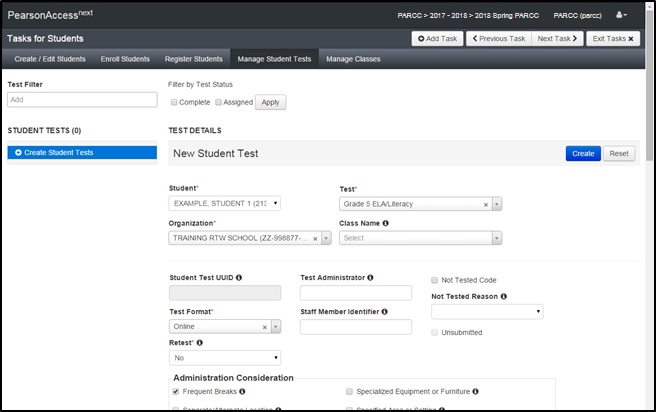 PearsonAccessnext PARCC > 2017 - 2018 > 2018 Spring PARCC PARCC (parcc)
Tasks for Students Add Task Previous Task Next Task Exit Tasks ×
Create / Edit Students Enroll Students Register Students Manage Student Tests Manage Classes
Test Filter Filter by Test Status
Add Complete Assigned Apply
STUDENT TESTS (0) TEST DETAILS
Create Student Tests New Student Test Create Reset
Student* Test*
EXAMPLE, STUDENT 1 (213 Grade 5 ELA/Literacy ×
Organization* Class Name
TRAINING RTW SCHOOL (ZZ-998877-... × Select
Student Test UUID Test Administrator Not Tested Code
Not Tested Reason
Test Format* Staff Member Identifier
Online × Unsubmitted
Retest*
No
Administration Consideration
Frequent Breaks Specialized Equipment or Furniture
Separate/Alternate Location Specified Area or Setting